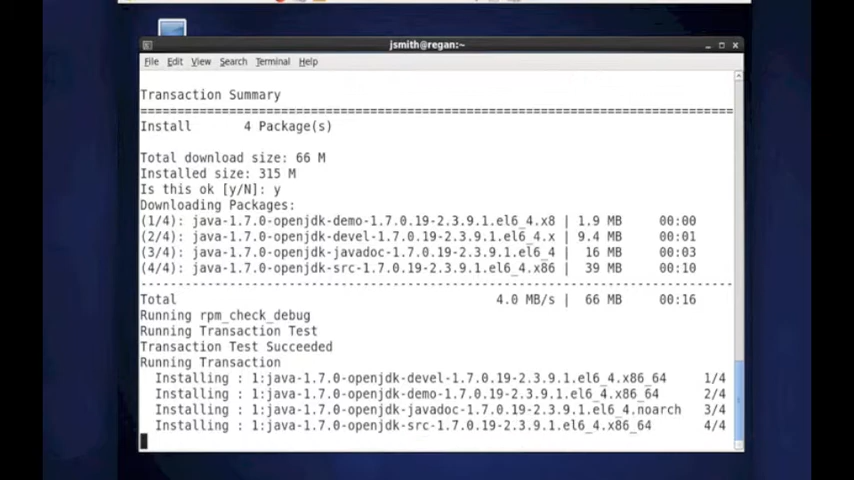 jsmith@regan:~
File Edit View Search Terminal Help
Transaction Summary
================================================================================
Install       4 Package(s)
Total download size: 66 M
Installed size: 315 M
Is this ok [y/N]: y
Downloading Packages:
(1/4): java-1.7.0-openjdk-demo-1.7.0.19-2.3.9.1.el6_4.x8 | 1.9 MB     00:00
(2/4): java-1.7.0-openjdk-devel-1.7.0.19-2.3.9.1.el6_4.x | 9.4 MB     00:01
(3/4): java-1.7.0-openjdk-javadoc-1.7.0.19-2.3.9.1.el6_4 |  16 MB     00:03
(4/4): java-1.7.0-openjdk-src-1.7.0.19-2.3.9.1.el6_4.x86 |  39 MB     00:10
--------------------------------------------------------------------------------
Total                                           4.0 MB/s |  66 MB     00:16
Running rpm_check_debug
Running Transaction Test
Transaction Test Succeeded
Running Transaction
  Installing : 1:java-1.7.0-openjdk-devel-1.7.0.19-2.3.9.1.el6_4.x86_64     1/4
  Installing : 1:java-1.7.0-openjdk-demo-1.7.0.19-2.3.9.1.el6_4.x86_64      2/4
  Installing : 1:java-1.7.0-openjdk-javadoc-1.7.0.19-2.3.9.1.el6_4.noarch   3/4
  Installing : 1:java-1.7.0-openjdk-src-1.7.0.19-2.3.9.1.el6_4.x86_64       4/4